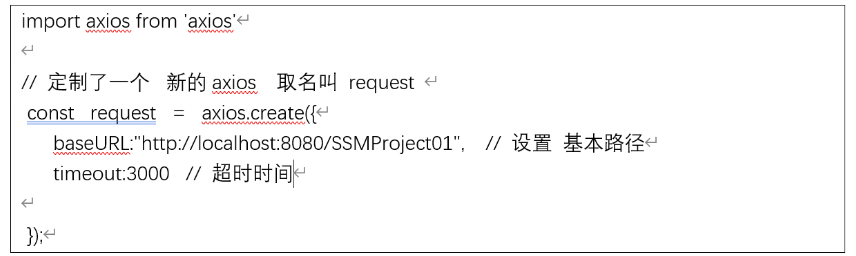 import axios from 'axios'
// 定制了一个 新的 axios 取名叫 request
const request = axios.create({
baseURL:"http://localhost:8080/SSMProject01", // 设置 基本路径
timeout:3000 // 超时时间
});